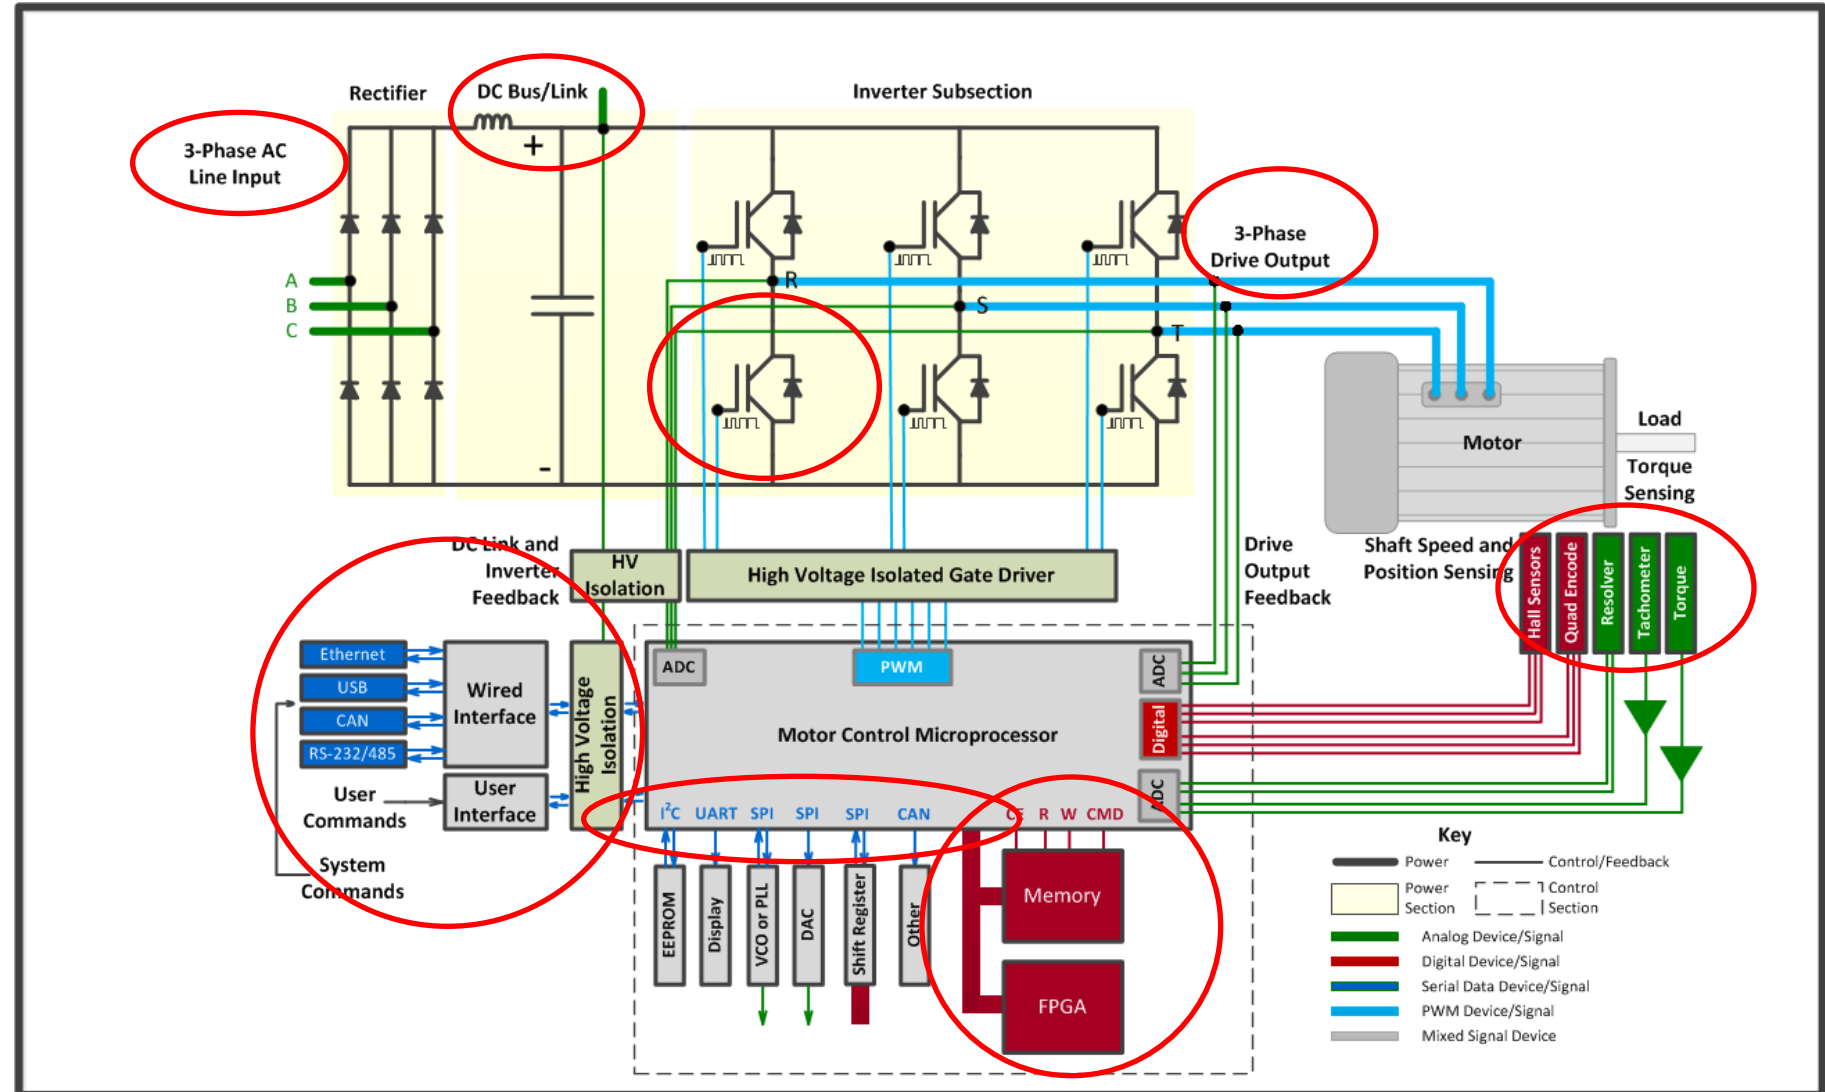 Rectifier
DC Bus/Link
Inverter Subsection
3-Phase AC
Line Input
+
-
A
B
C
R
S
T
3-Phase
Drive Output
Motor
Load
Torque
Sensing
DC Link and
Inverter
Feedback
HV
Isolation
High Voltage Isolated Gate Driver
Drive
Output
Feedback
Shaft Speed and
Position Sensing
Hall Sensors
Quad Encode
Resolver
Tachometer
Torque
Ethernet
USB
CAN
RS-232/485
Wired
Interface
User
Interface
High Voltage
Isolation
User
Commands
System
Commands
ADC
PWM
ADC
Digital
ADC
Motor Control Microprocessor
I²C UART SPI SPI SPI CAN CE R W CMD
EEPROM
Display
VCO or PLL
DAC
Shift Register
Other
Memory
FPGA
Key
Power
Control/Feedback
Power
Section
Control
Section
Analog Device/Signal
Digital Device/Signal
Serial Data Device/Signal
PWM Device/Signal
Mixed Signal Device